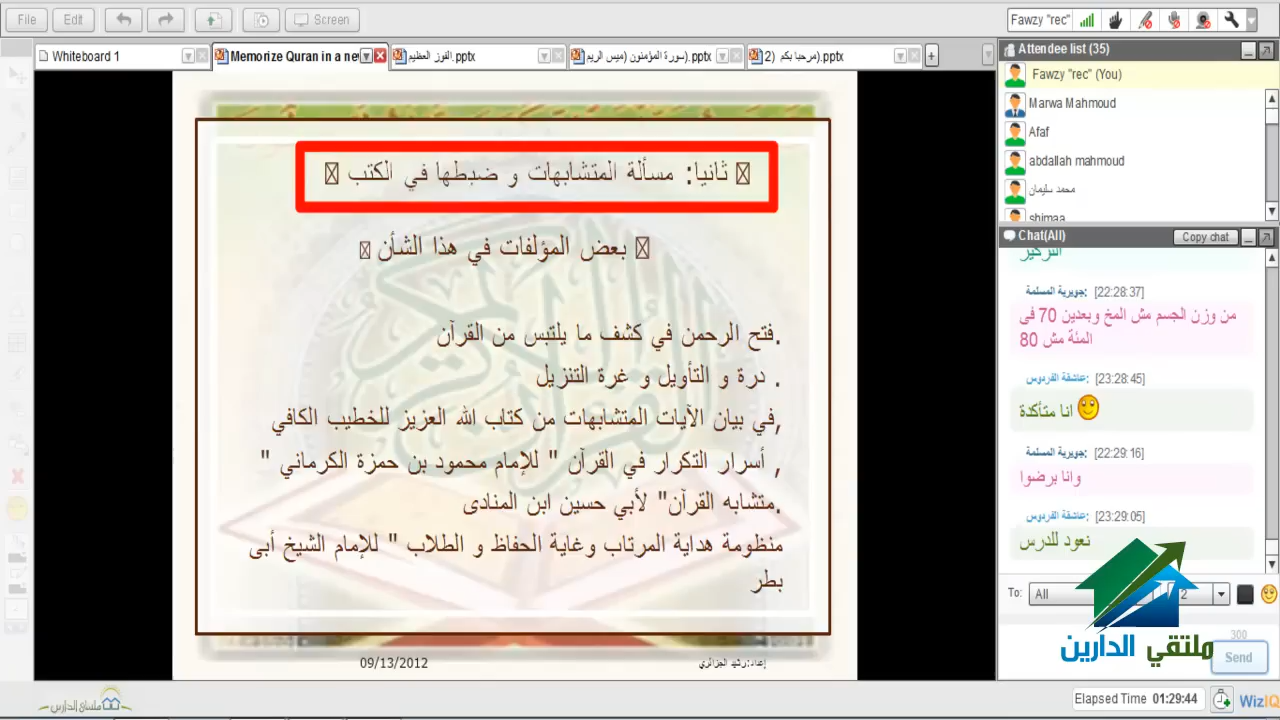 File
Edit
Screen
Fawzy "rec"
Whiteboard 1
Memorize Quran in a new
الفوز العظيم.pptx
سورة المؤمنون (ميس الريم).pptx
مرحبا بكم (2).pptx
Attendee list (35)
Fawzy "rec" (You)
Marwa Mahmoud
Afaf
abdallah mahmoud
محمد سليمان
shimaa
ثانيا: مسألة المتشابهات و ضبطها في الكتب
بعض المؤلفات في هذا الشأن
.فتح الرحمن في كشف ما يلتبس من القرآن
. درة و التأويل و غرة التنزيل
,في بيان الآيات المتشابهات من كتاب الله العزيز للخطيب الكافي
, أسرار التكرار في القرآن " للإمام محمود بن حمزة الكرماني "
.متشابه القرآن" لأبي حسين ابن المنادى
منظومة هداية المرتاب وغاية الحفاظ و الطلاب " للإمام الشيخ أبى
بطر
09/13/2012
إعداد:رشيد الجزائري
Chat(All)
Copy chat
التركيز
جويرية المسلمة: [22:28:37]
من وزن الجسم مش المخ وبعدين 70 فى
المئة مش 80
عاشقة الفردوس: [23:28:45]
انا متأكدة
جويرية المسلمة: [22:29:16]
وانا برضوا
عاشقة الفردوس: [23:29:05]
نعود للدرس
To:
All
2
300
Send
ملتقي الدارين
Elapsed Time 01:29:44
WizIQ